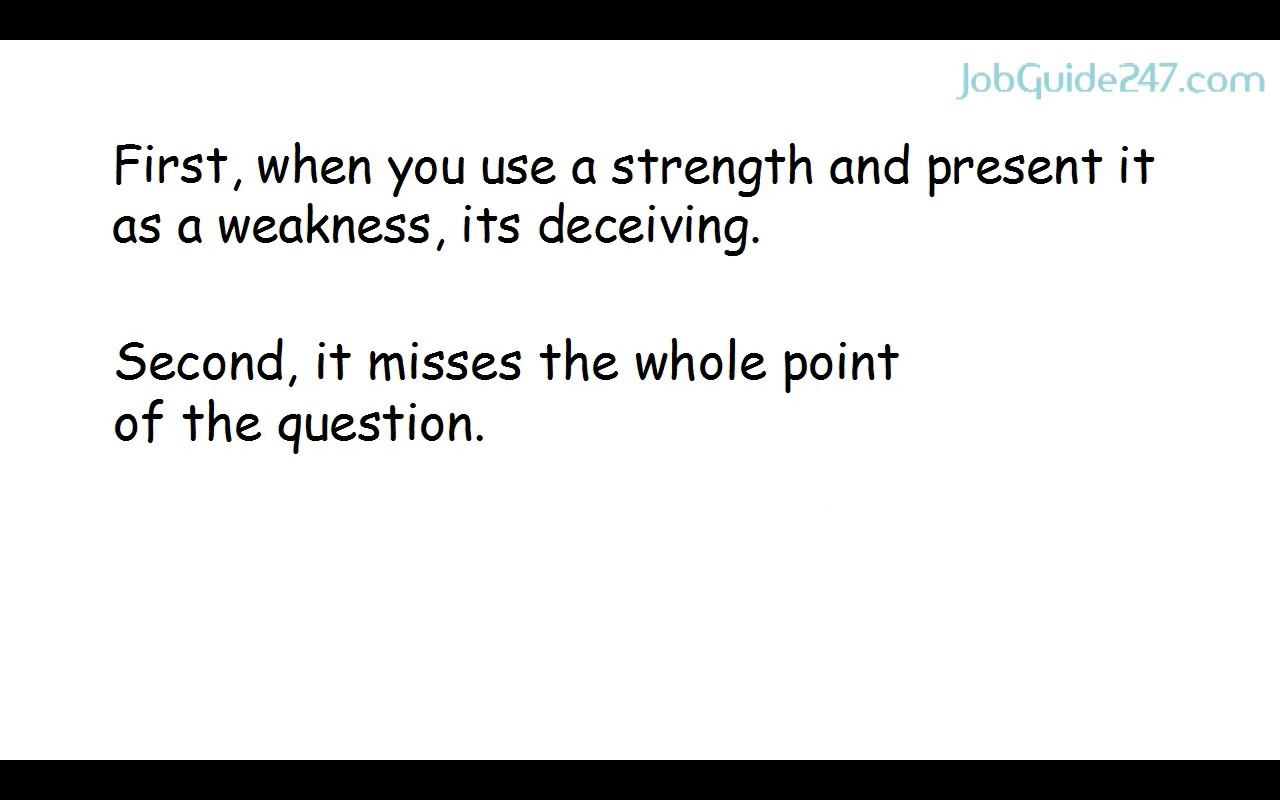 JobGuide247.com
First, when you use a strength and present it
as a weakness, its deceiving.
Second, it misses the whole point
of the question.